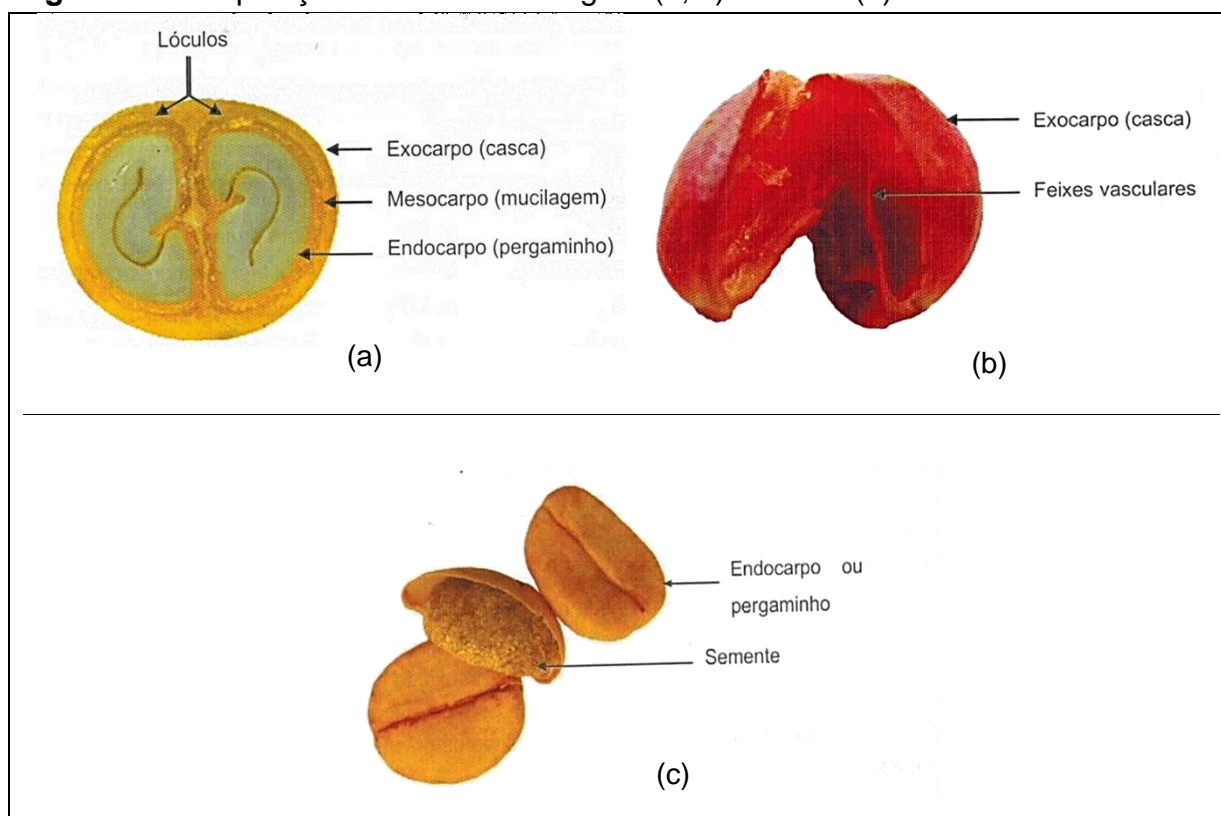 Lóculos
Exocarpo (casca)
Mesocarpo (mucilagem)
Endocarpo (pergaminho)
(a)
Exocarpo (casca)
Feixes vasculares
(b)
Endocarpo ou
pergaminho
Semente
(c)